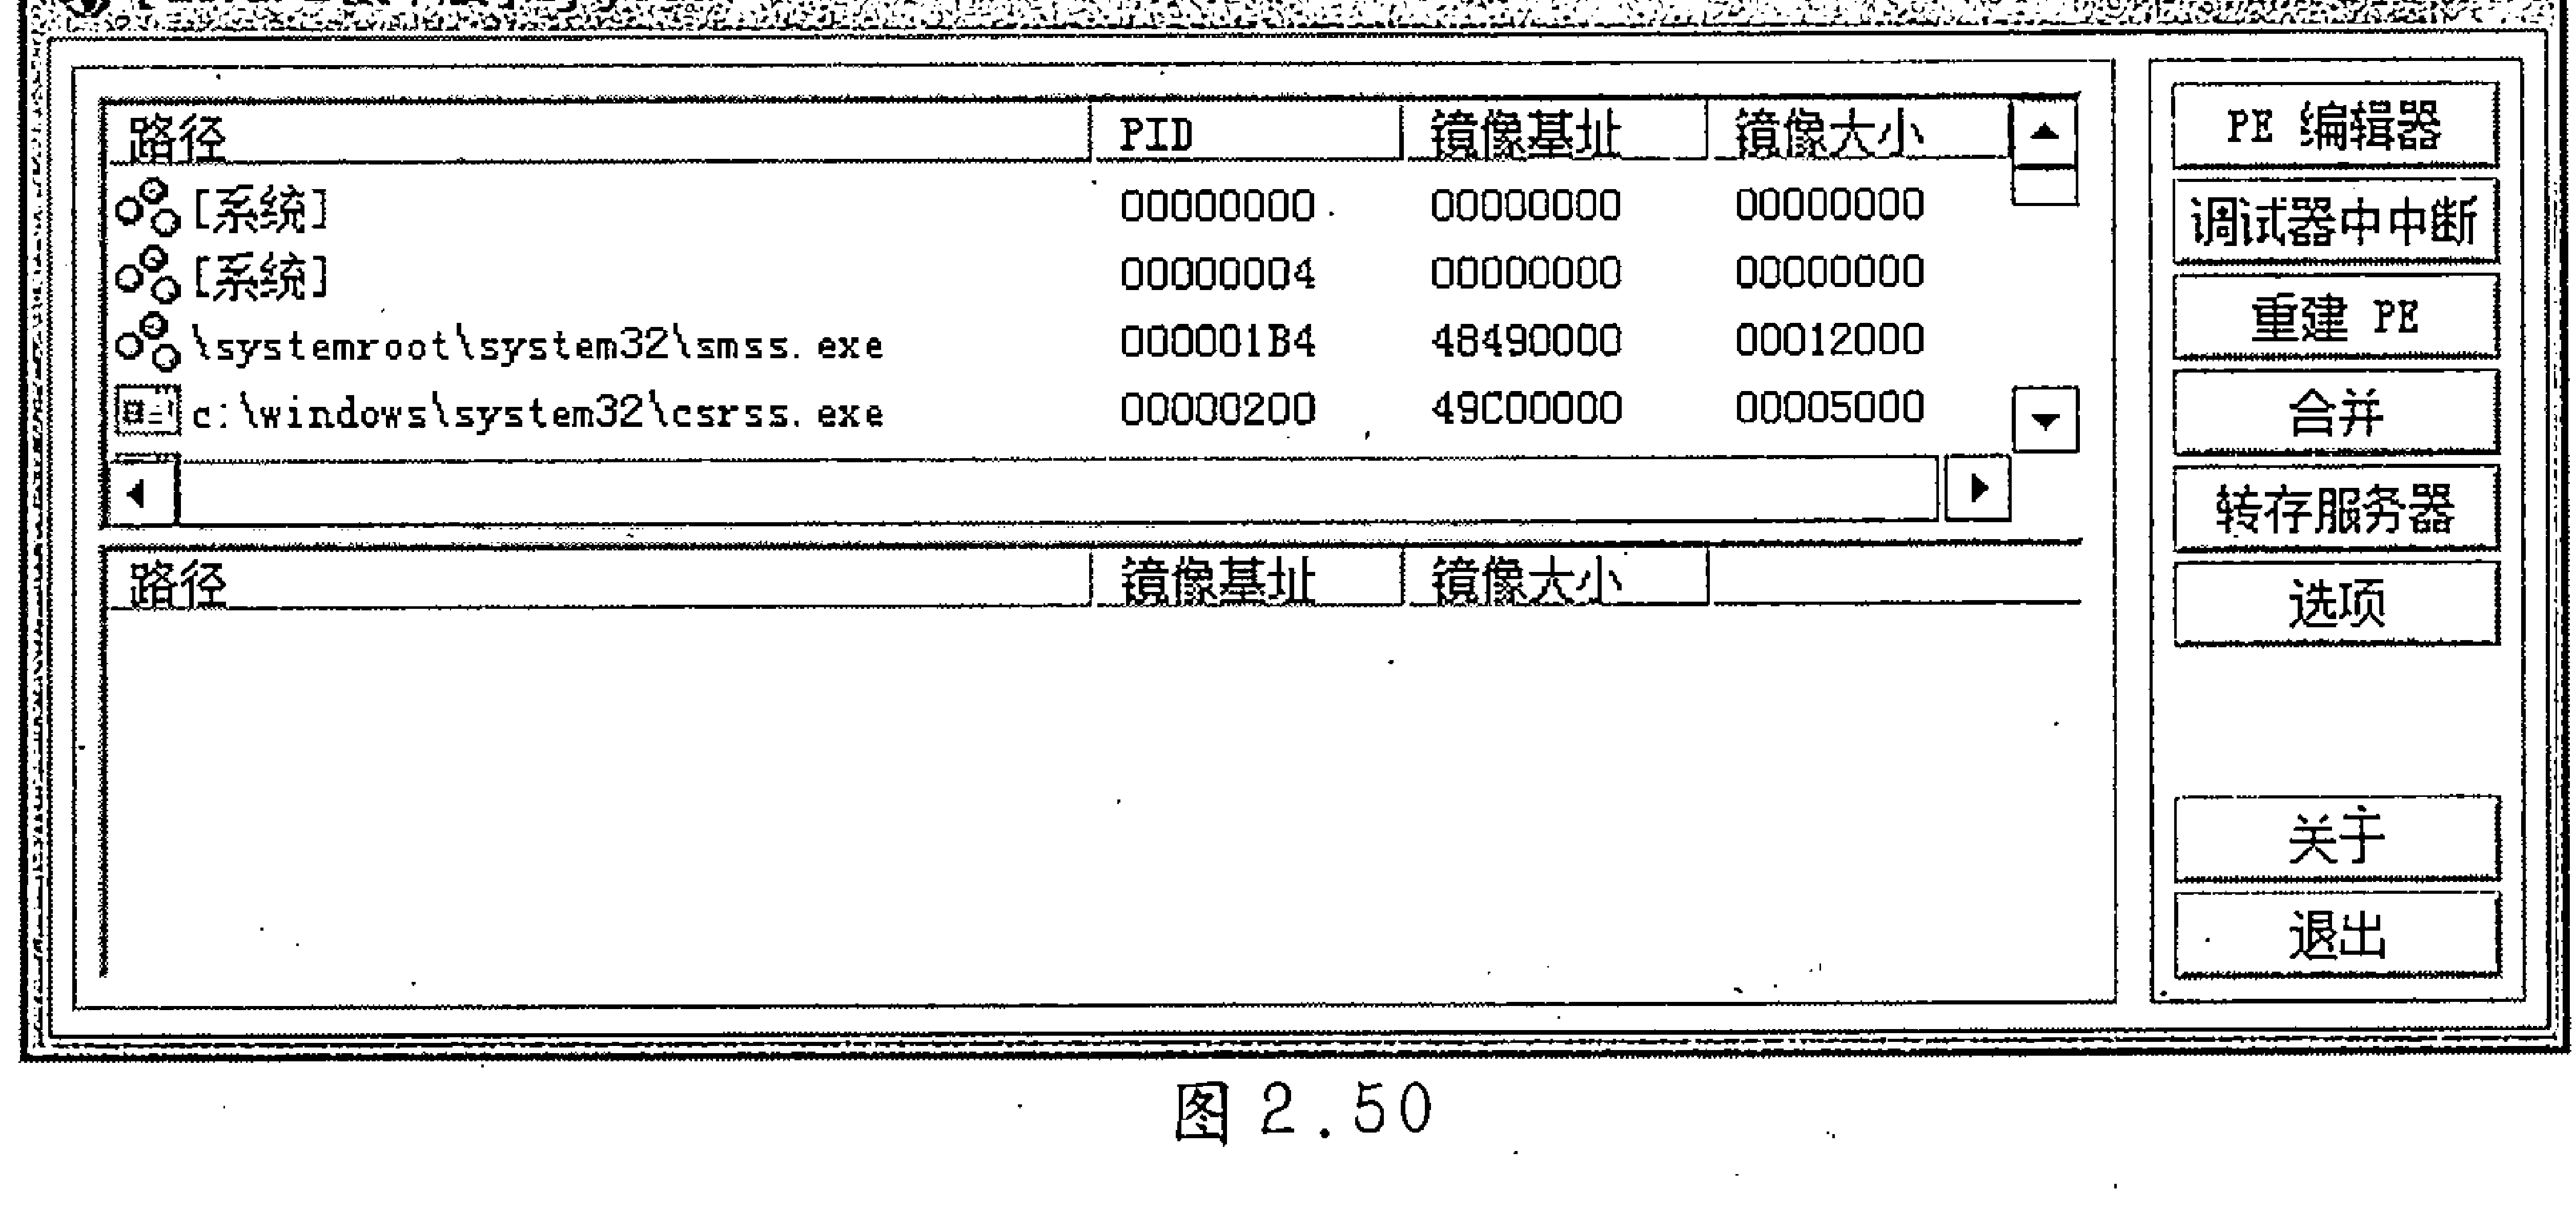 路径 PID 镜像基址 镜像大小
[系统] 00000000 00000000 00000000
[系统] 00000004 00000000 00000000
\systemroot\system32\smss.exe 000001B4 48490000 00012000
c:\windows\system32\csrss.exe 00000200 49C00000 00005000
路径 镜像基址 镜像大小
PE 编辑器
调试器中中断
重建 PE
合并
转存服务器
选项
关于
退出
图 2.50